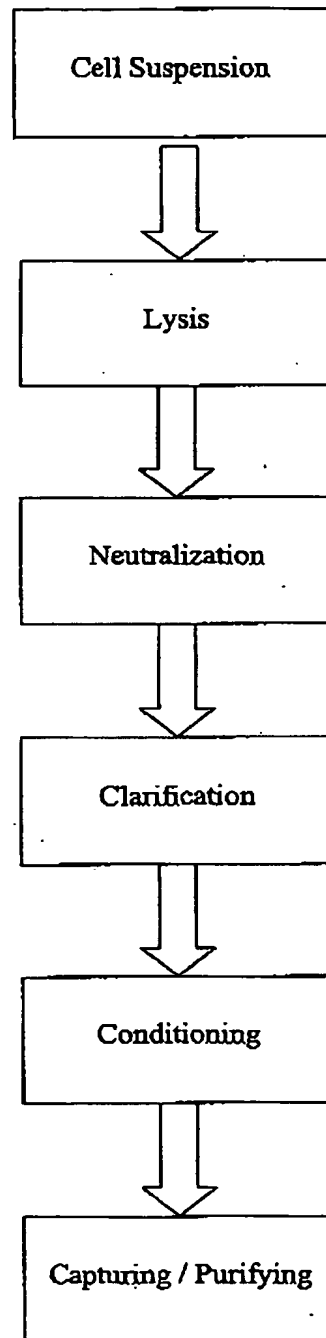 Cell Suspension
Lysis
Neutralization
Clarification
Conditioning
Capturing / Purifying